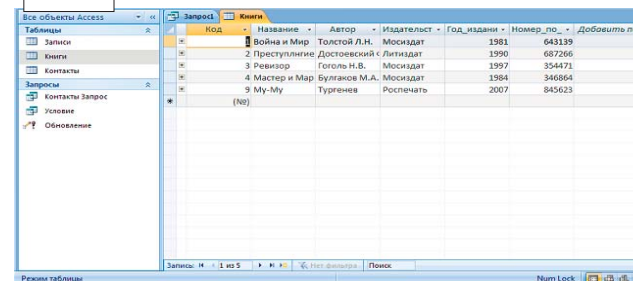 Все объекты Access
Запрос1 Книги
Таблицы
Записи
Книги
Контакты
Запросы
Контакты Запрос
Условие
Обновление
Код Название Автор Издательст Год_издани Номер_по_ Добавить п
1 Война и Мир Толстой Л.Н. Мосиздат 1981 643139
2 Преступлнгие Достоевский Литиздат 1990 687266
3 Ревизор Гоголь Н.В. Мосиздат 1997 354471
4 Мастер и Мар Булгаков М.А. Мосиздат 1984 346864
9 Му-Му Тургенев Роспечать 2007 845623
(№)
Запись: 1 из 5 Нет фильтра Поиск
Режим таблицы Num Lock